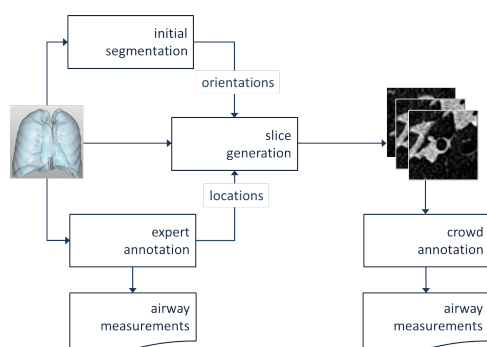 initial
segmentation
orientations
slice
generation
locations
expert
annotation
crowd
annotation
airway
measurements
airway
measurements